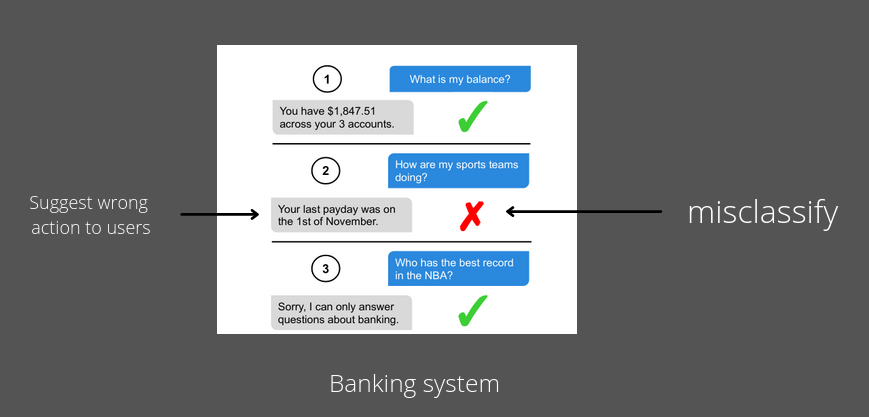 1
What is my balance?
You have $1,847.51
across your 3 accounts.
2
How are my sports teams
doing?
Suggest wrong
action to users
Your last payday was on
the 1st of November.
misclassify
3
Who has the best record
in the NBA?
Sorry, I can only answer
questions about banking.
Banking system